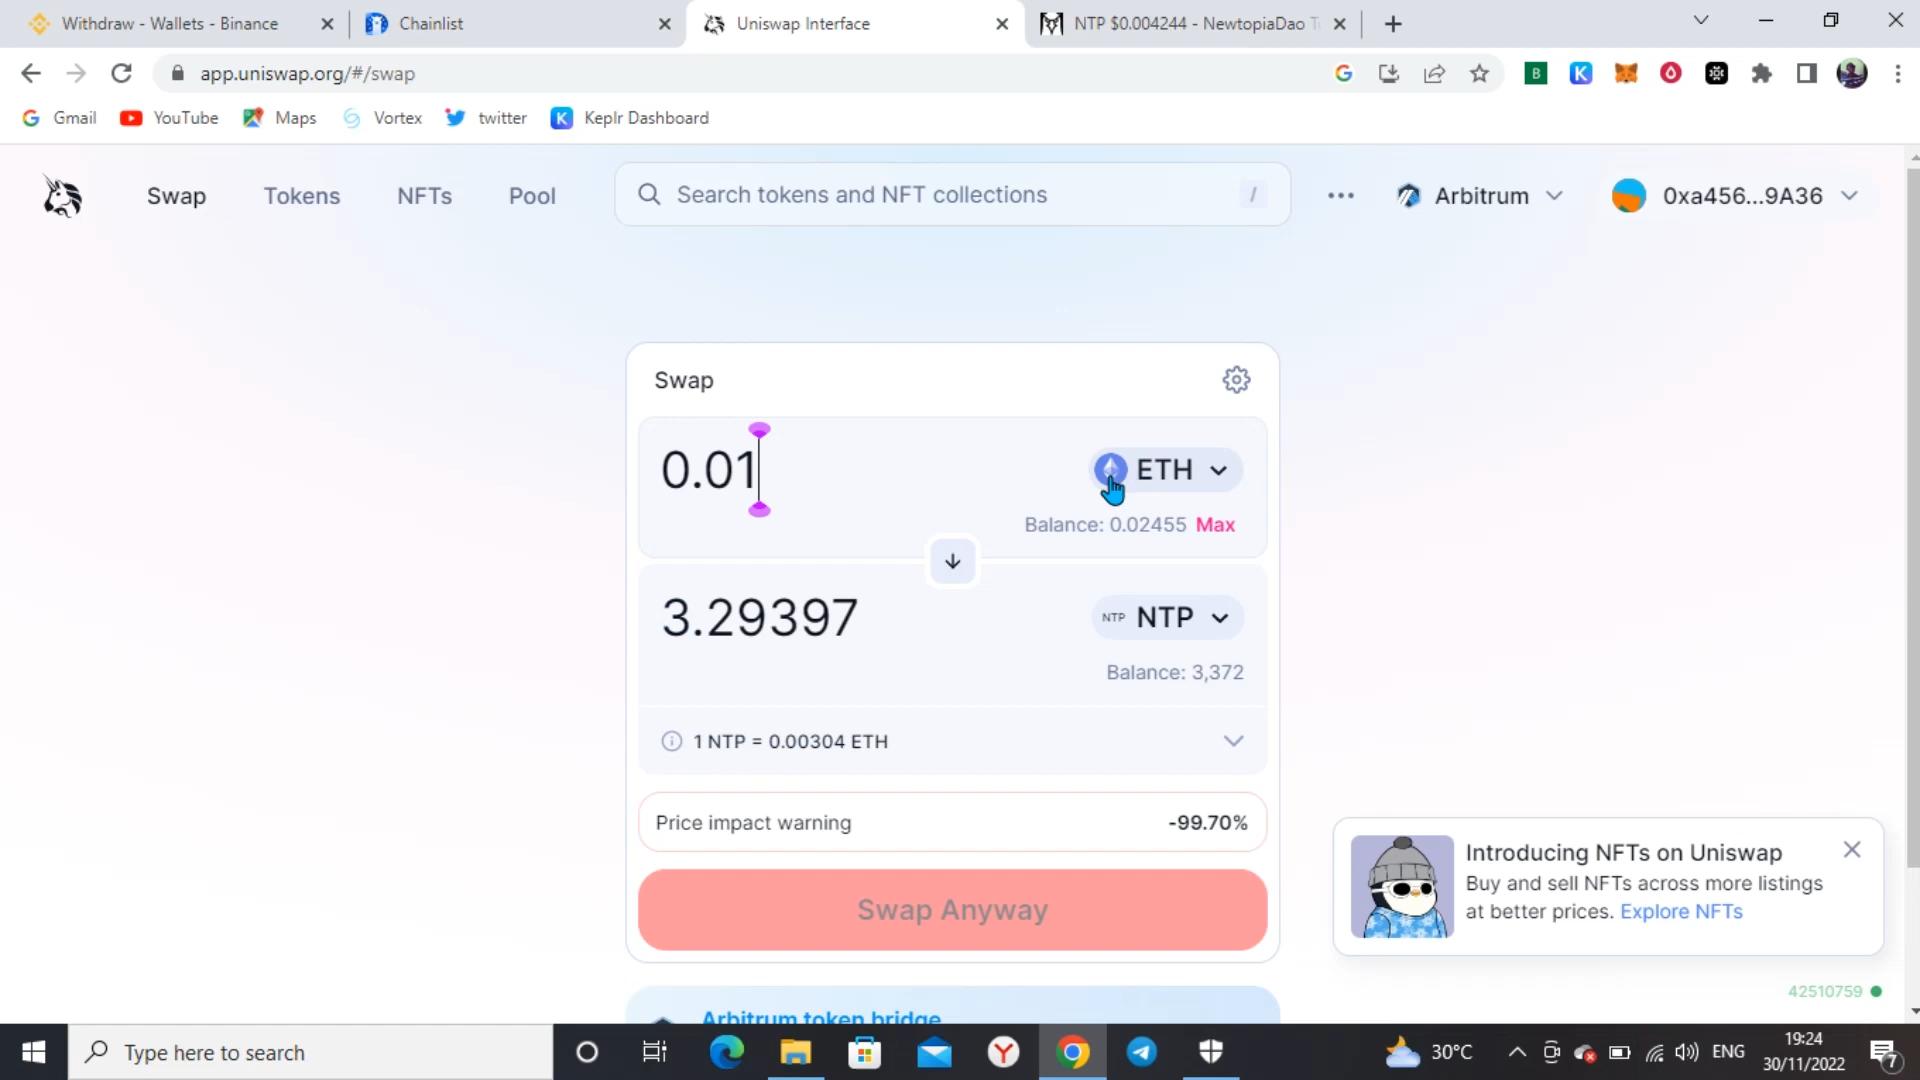 Withdraw - Wallets - Binance
Chainlist
Uniswap Interface
NTP $0.004244 - NewtopiaDao T
app.uniswap.org/#/swap
Gmail
YouTube
Maps
Vortex
twitter
Keplr Dashboard
Swap
Tokens
NFTs
Pool
Search tokens and NFT collections
/
Arbitrum
0xa456...9A36
Swap
0.01
ETH
Balance: 0.02455 Max
3.29397
NTP NTP
Balance: 3,372
1 NTP = 0.00304 ETH
Price impact warning
-99.70%
Swap Anyway
Introducing NFTs on Uniswap
Buy and sell NFTs across more listings
at better prices. Explore NFTs
42510759
Arbitrum token bridge
Type here to search
30°C
ENG
19:24
30/11/2022
7